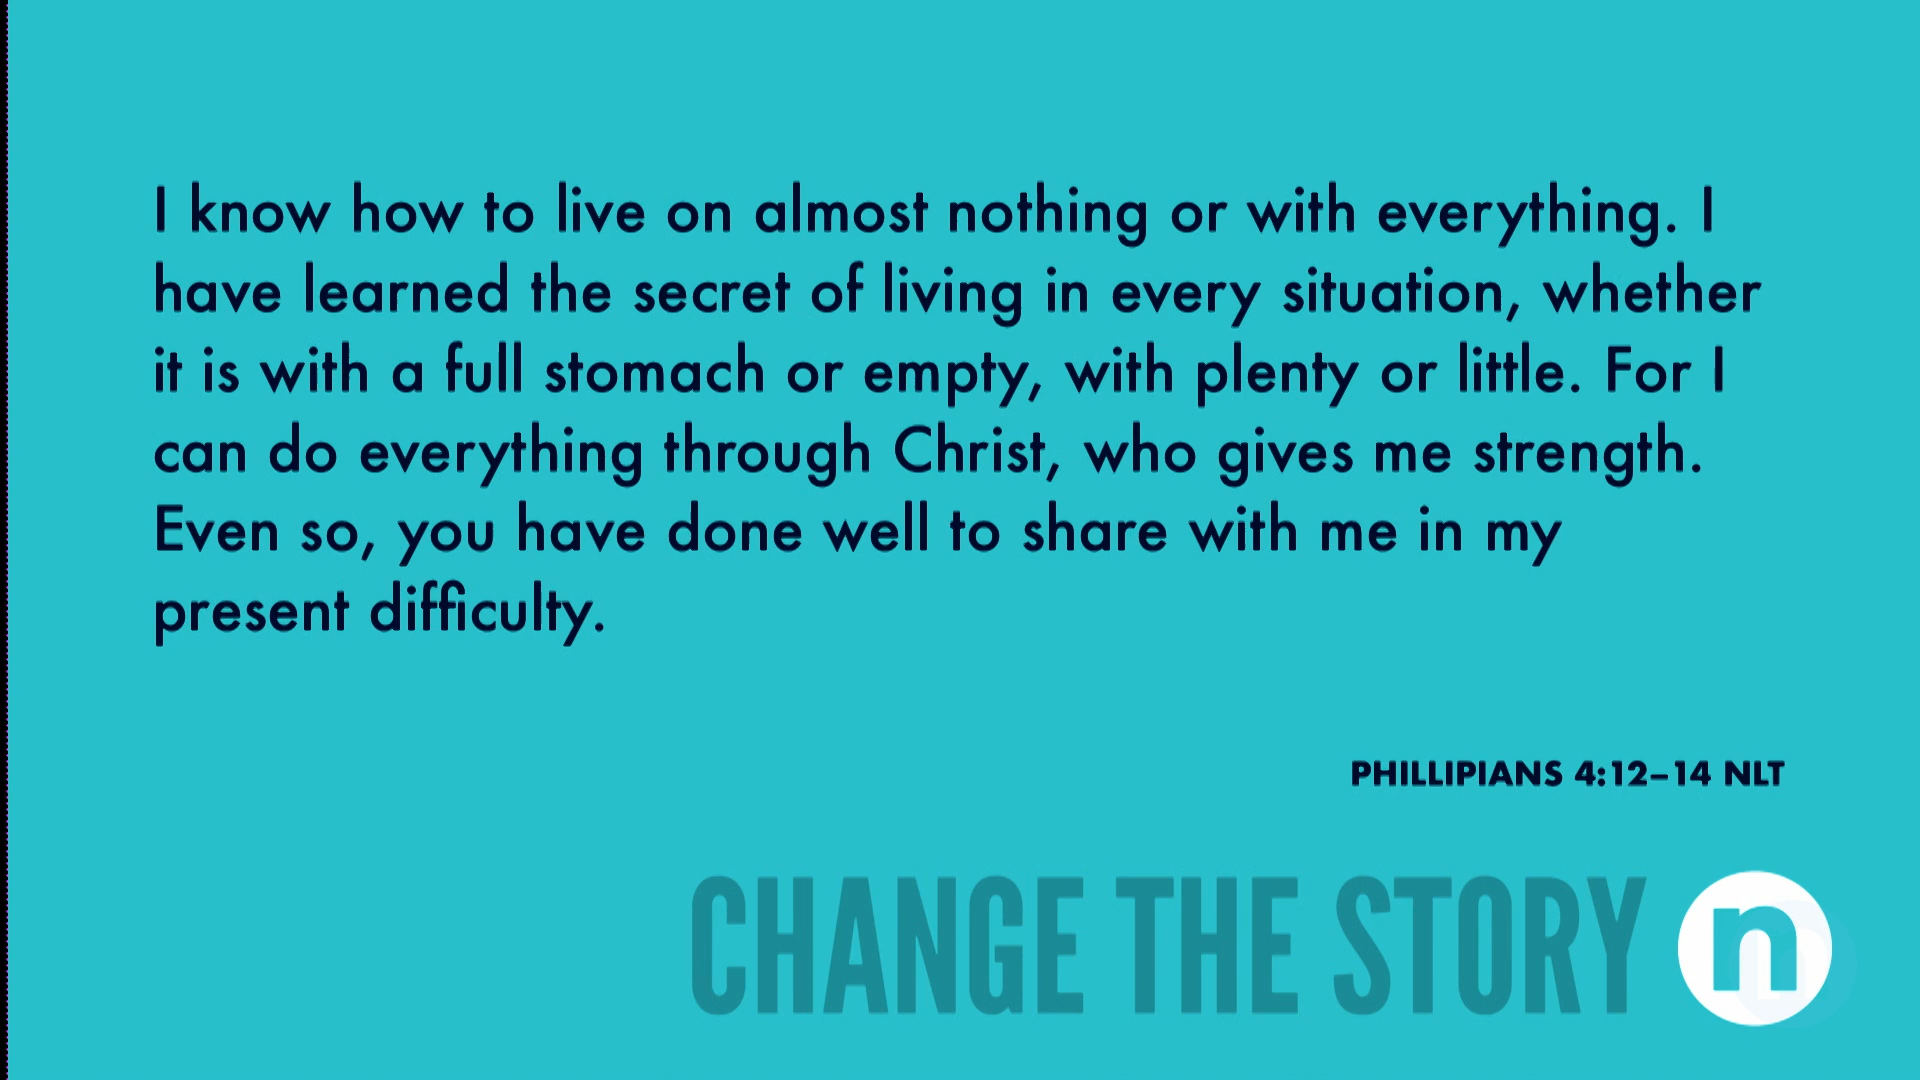 I know how to live on almost nothing or with everything. I
have learned the secret of living in every situation, whether
it is with a full stomach or empty, with plenty or little. For I
can do everything through Christ, who gives me strength.
Even so, you have done well to share with me in my
present difficulty.
PHILLIPIANS 4:12–14 NLT
CHANGE THE STORY
n